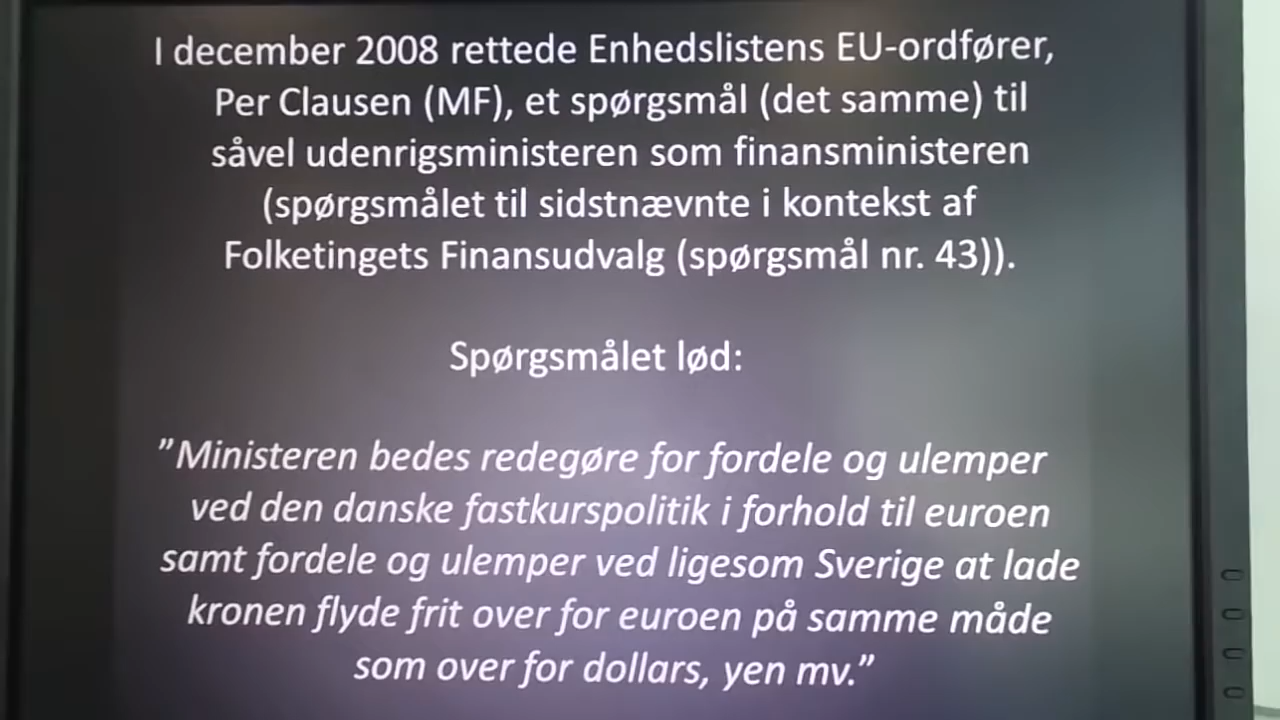 I december 2008 rettede Enhedslistens EU-ordfører,
Per Clausen (MF), et spørgsmål (det samme) til
såvel udenrigsministeren som finansministeren
(spørgsmålet til sidstnævnte i kontekst af
Folketingets Finansudvalg (spørgsmål nr. 43)).
Spørgsmålet lød:
”Ministeren bedes redegøre for fordele og ulemper
ved den danske fastkurspolitik i forhold til euroen
samt fordele og ulemper ved ligesom Sverige at lade
kronen flyde frit over for euroen på samme måde
som over for dollars, yen mv.”